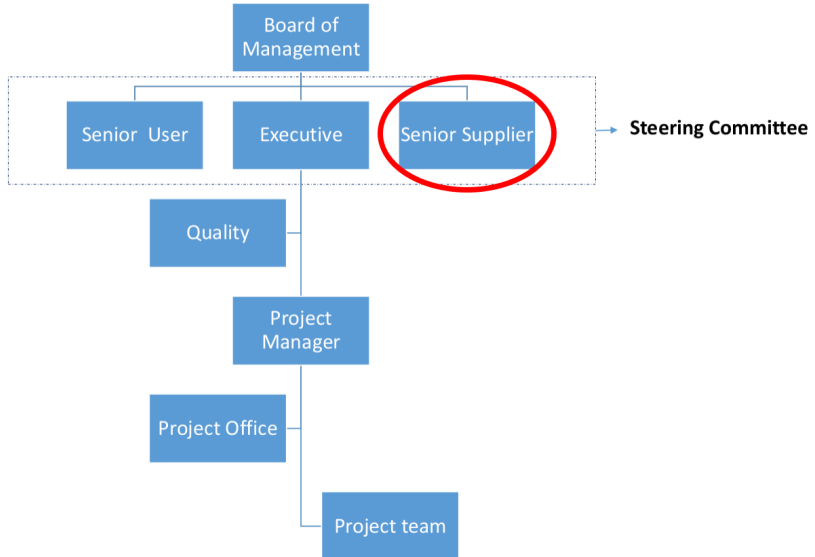 Board of
Management
Senior User
Executive
Senior Supplier
Steering Committee
Quality
Project
Manager
Project Office
Project team